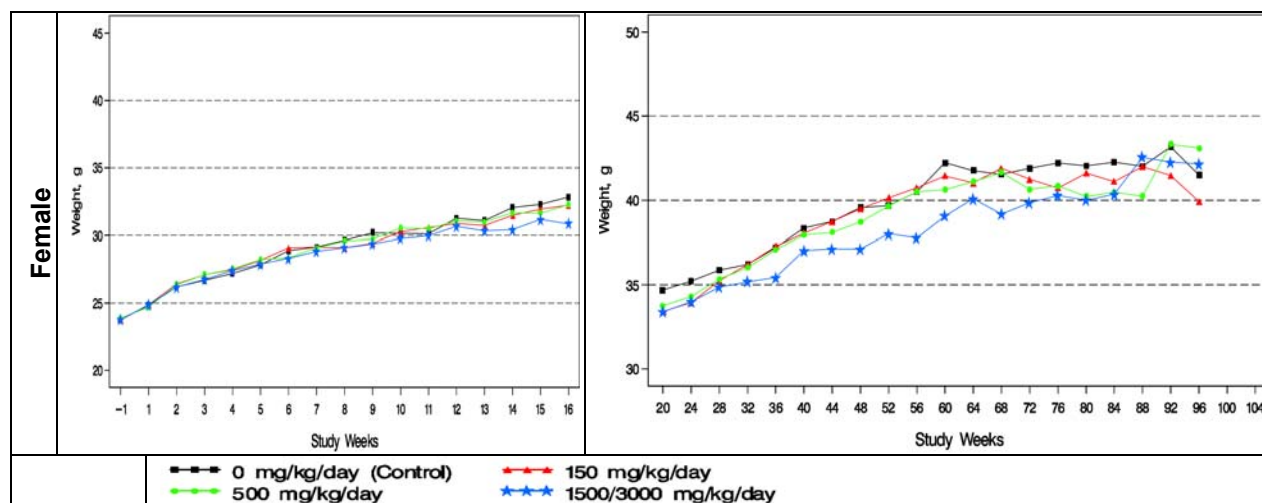 Female
Weight, g
45
40
35
30
25
20
-1 1 2 3 4 5 6 7 8 9 10 11 12 13 14 15 16
Study Weeks
Weight, g
50
45
40
35
30
20 24 28 32 36 40 44 48 52 56 60 64 68 72 76 80 84 88 92 96 100 104
Study Weeks
0 mg/kg/day (Control) 150 mg/kg/day
500 mg/kg/day 1500/3000 mg/kg/day